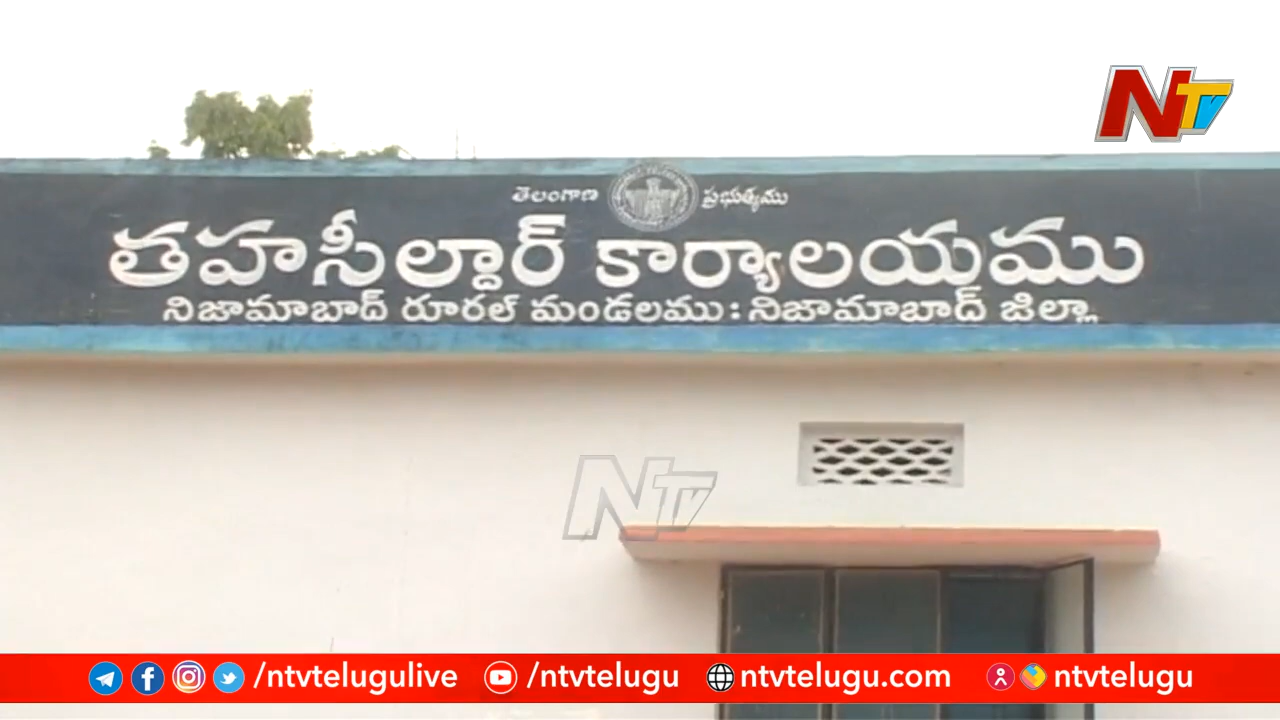 NTV
తెలంగాణ ప్రభుత్వము
తహసీల్దార్ కార్యాలయము
నిజామాబాద్ రూరల్ మండలము: నిజామాబాద్ జిల్లా
NTV
/ntvtelugulive /ntvtelugu ntvtelugu.com ntvtelugu